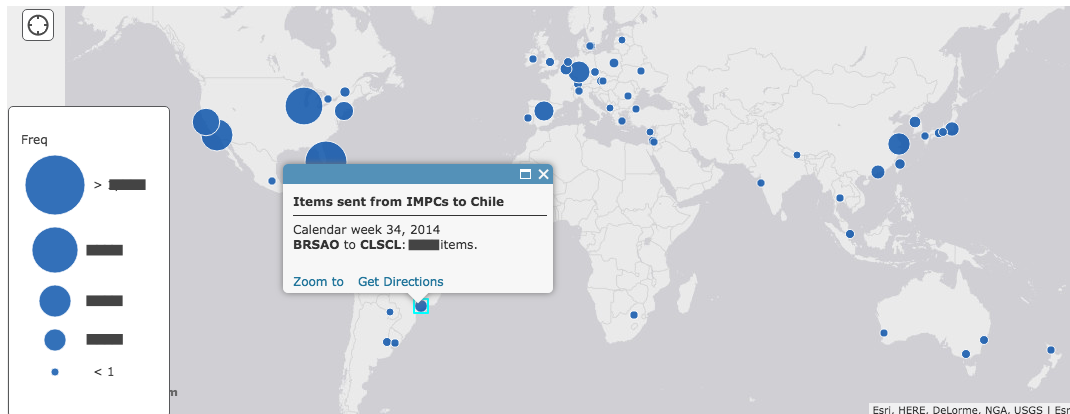 Freq
>
< 1
Items sent from IMPCs to Chile
Calendar week 34, 2014
BRSAO to CLSCL: items.
Zoom to Get Directions
Esri, HERE, DeLorme, NGA, USGS | Esr